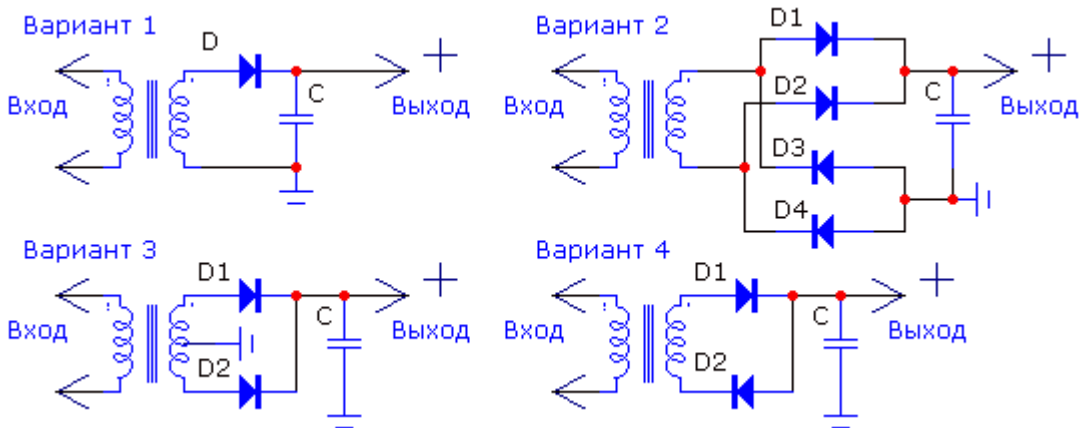 Вариант 1
D
+
C
Вход
Выход
Вариант 2
D1
+
D2
C
Вход
Выход
D3
D4
Вариант 3
D1
+
C
Вход
Выход
D2
Вариант 4
D1
+
C
Вход
Выход
D2